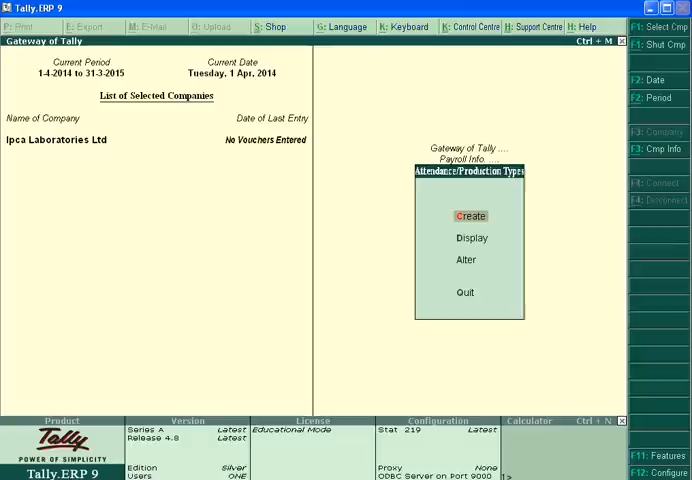 Tally.ERP 9
P: Print E: Export M: E-Mail O: Upload S: Shop G: Language K: Keyboard K: Control Centre H: Support Centre H: Help
F1: Select Cmp
Gateway of Tally Ctrl + M
F1: Shut Cmp
Current Period Current Date
1-4-2014 to 31-3-2015 Tuesday, 1 Apr, 2014
F2: Date
List of Selected Companies
F2: Period
Name of Company Date of Last Entry
Ipca Laboratories Ltd No Vouchers Entered
F3: Company
F3: Cmp Info
F4: Connect
F4: Disconnect
Gateway of Tally ....
Payroll Info. ....
Attendance/Production Types
Create
Display
Alter
Quit
Product Version License Configuration Calculator Ctrl + N
Tally
POWER OF SIMPLICITY
Tally.ERP 9
Series A Latest
Release 4.8 Latest
Edition Silver
Users ONE
Educational Mode
Stat 219 Latest
Proxy None
ODBC Server on Port 9000
1>
F11: Features
F12: Configure